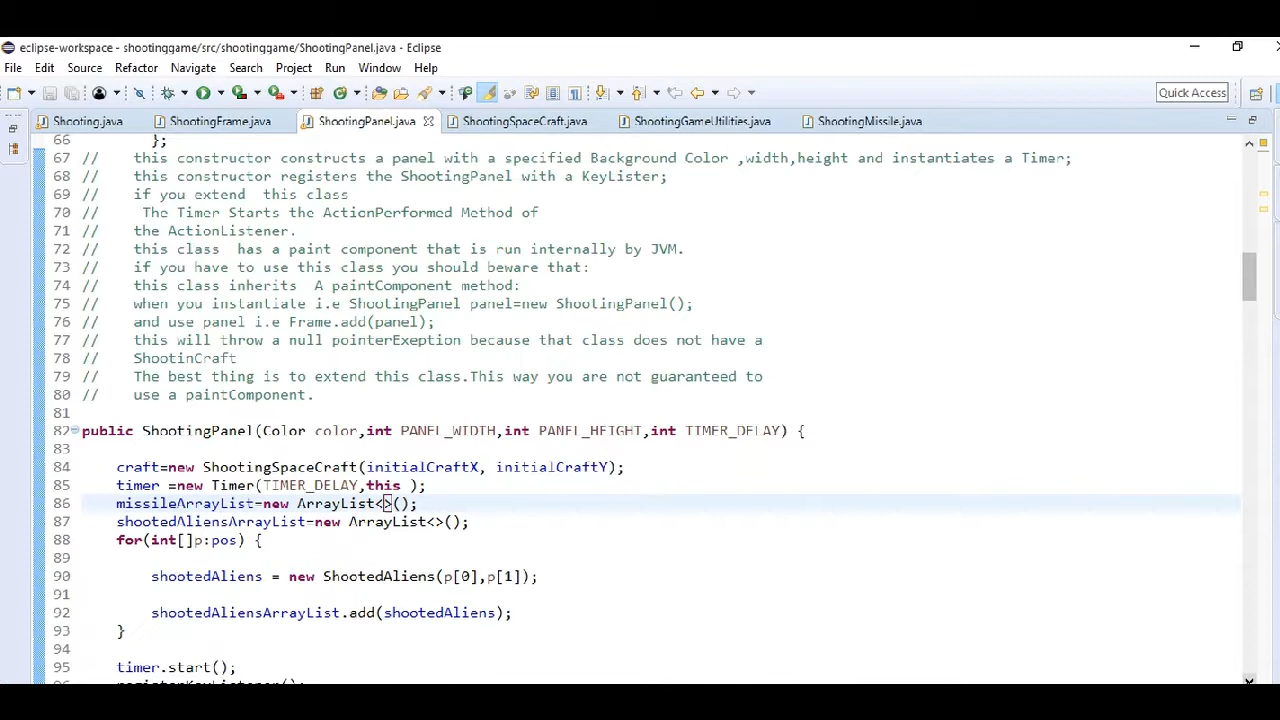 eclipse-workspace - shootinggame/src/shootinggame/ShootingPanel.java - Eclipse
File Edit Source Refactor Navigate Search Project Run Window Help
Quick Access
Shooting.java ShootingFrame.java ShootingPanel.java ShootingSpaceCraft.java ShootingGameUtilities.java ShootingMissile.java
66 };
67 // this constructor constructs a panel with a specified Background Color ,width,height and instantiates a Timer;
68 // this constructor registers the ShootingPanel with a KeyLister;
69 // if you extend  this class
70 // The Timer Starts the ActionPerformed Method of
71 // the ActionListener.
72 // this class  has a paint component that is run internally by JVM.
73 // if you have to use this class you should beware that:
74 // this class inherits  A paintComponent method:
75 // when you instantiate i.e ShootingPanel panel=new ShootingPanel();
76 // and use panel i.e Frame.add(panel);
77 // this will throw a null pointerExeption because that class does not have a
78 // ShootinCraft
79 // The best thing is to extend this class.This way you are not guaranteed to
80 // use a paintComponent.
81
82 public ShootingPanel(Color color,int PANEL_WIDTH,int PANEL_HEIGHT,int TIMER_DELAY) {
83
84 craft=new ShootingSpaceCraft(initialCraftX, initialCraftY);
85 timer =new Timer(TIMER_DELAY,this );
86 missileArrayList=new ArrayList<>();
87 shootedAliensArrayList=new ArrayList<>();
88 for(int[]p:pos) {
89
90 shootedAliens = new ShootedAliens(p[0],p[1]);
91
92 shootedAliensArrayList.add(shootedAliens);
93 }
94
95 timer.start();
96 registerKeyListener();